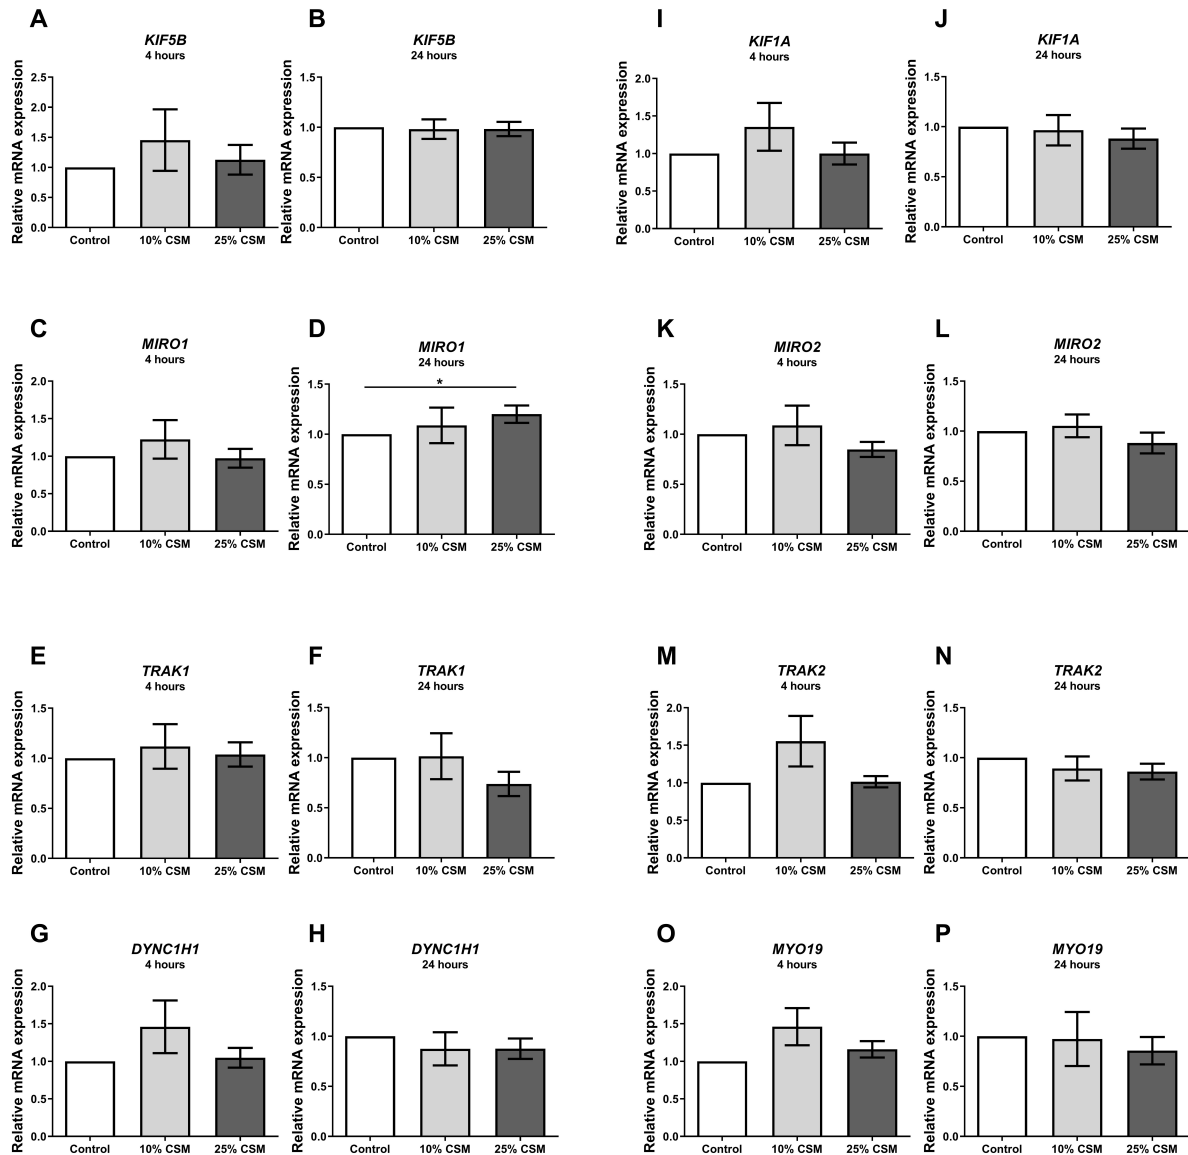 A
KIF5B
4 hours
Relative mRNA expression
2.5
2.0
1.5
1.0
0.5
0.0
Control 10% CSM 25% CSM
B
KIF5B
24 hours
Relative mRNA expression
1.5
1.0
0.5
0.0
Control 10% CSM 25% CSM
I
KIF1A
4 hours
Relative mRNA expression
2.0
1.5
1.0
0.5
0.0
Control 10% CSM 25% CSM
J
KIF1A
24 hours
Relative mRNA expression
1.5
1.0
0.5
0.0
Control 10% CSM 25% CSM
C
MIRO1
4 hours
Relative mRNA expression
2.0
1.5
1.0
0.5
0.0
Control 10% CSM 25% CSM
D
MIRO1
24 hours
Relative mRNA expression
1.5
1.0
0.5
0.0
*
Control 10% CSM 25% CSM
K
MIRO2
4 hours
Relative mRNA expression
1.5
1.0
0.5
0.0
Control 10% CSM 25% CSM
L
MIRO2
24 hours
Relative mRNA expression
1.5
1.0
0.5
0.0
Control 10% CSM 25% CSM
E
TRAK1
4 hours
Relative mRNA expression
1.5
1.0
0.5
0.0
Control 10% CSM 25% CSM
F
TRAK1
24 hours
Relative mRNA expression
1.5
1.0
0.5
0.0
Control 10% CSM 25% CSM
M
TRAK2
4 hours
Relative mRNA expression
2.0
1.5
1.0
0.5
0.0
Control 10% CSM 25% CSM
N
TRAK2
24 hours
Relative mRNA expression
1.5
1.0
0.5
0.0
Control 10% CSM 25% CSM
G
DYNC1H1
4 hours
Relative mRNA expression
2.0
1.5
1.0
0.5
0.0
Control 10% CSM 25% CSM
H
DYNC1H1
24 hours
Relative mRNA expression
1.5
1.0
0.5
0.0
Control 10% CSM 25% CSM
O
MYO19
4 hours
Relative mRNA expression
2.0
1.5
1.0
0.5
0.0
Control 10% CSM 25% CSM
P
MYO19
24 hours
Relative mRNA expression
1.5
1.0
0.5
0.0
Control 10% CSM 25% CSM